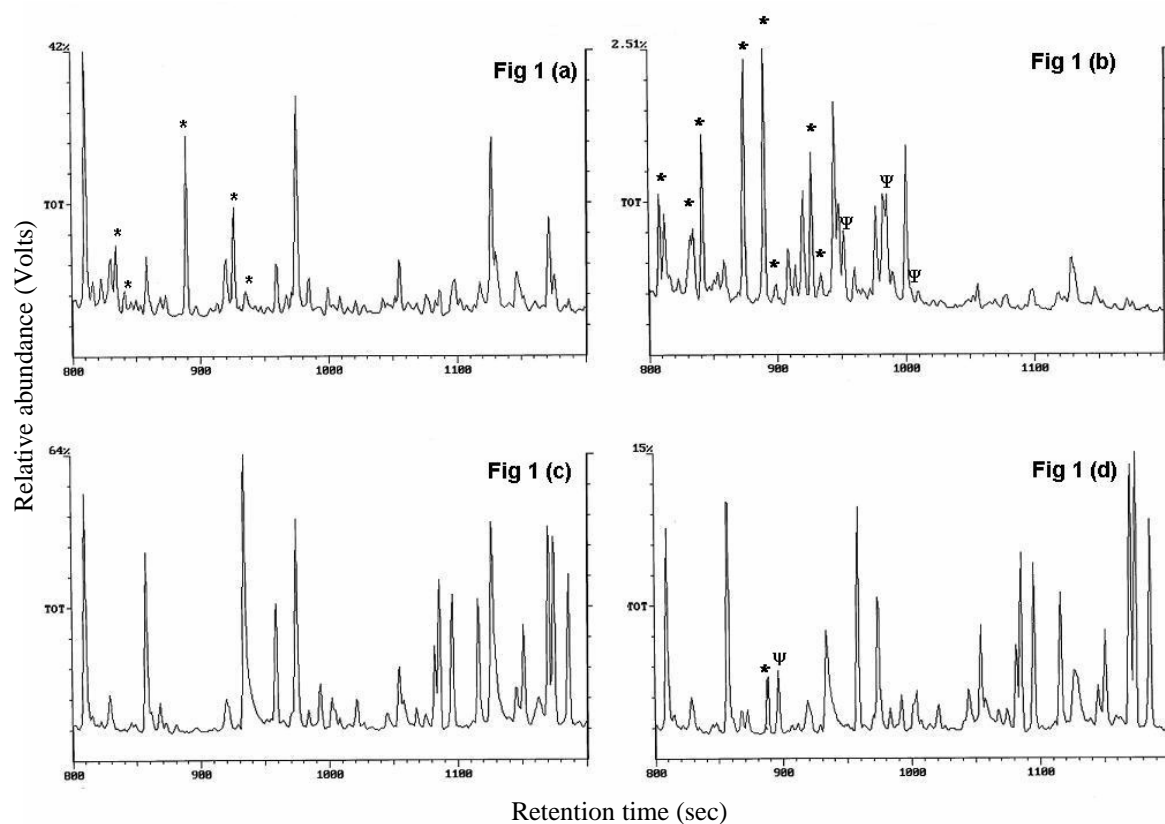 Relative abundance (Volts)
Fig 1 (a)
42%
TOT
* * * * *
800 900 1000 1100
Fig 1 (b)
2.51%
TOT
* * * * * * * *
Ψ Ψ Ψ
800 900 1000 1100
Fig 1 (c)
64%
TOT
800 900 1000 1100
Fig 1 (d)
15%
TOT
* Ψ
800 900 1000 1100
Retention time (sec)